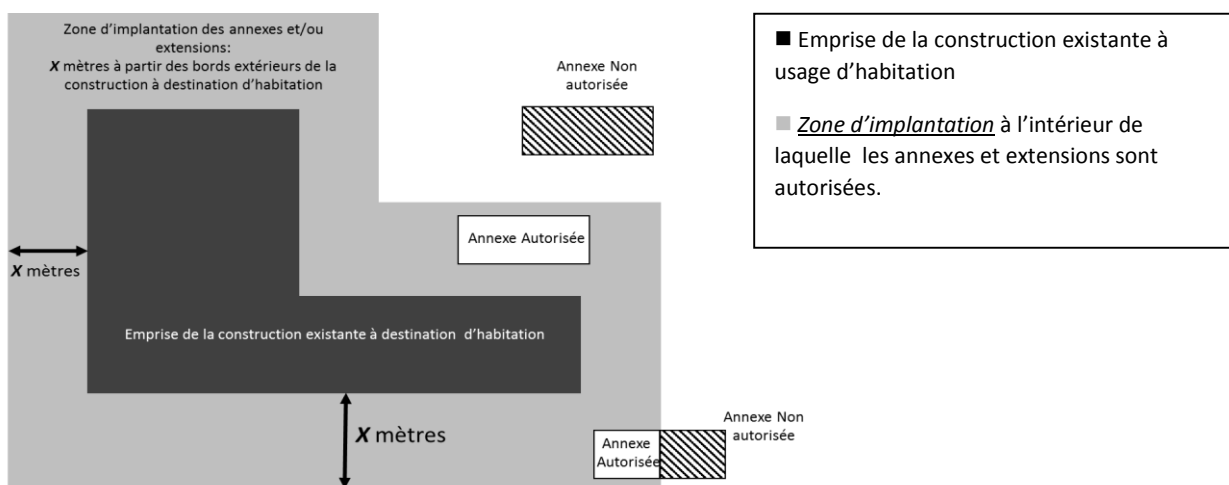 Zone d'implantation des annexes et/ou
extensions:
X mètres à partir des bords extérieurs de la
construction à destination d'habitation
Annexe Non
autorisée
Annexe Autorisée
X mètres
Emprise de la construction existante à destination d'habitation
X mètres
Annexe
Autorisée
Annexe Non
autorisée
■ Emprise de la construction existante à
usage d'habitation
■ Zone d'implantation à l'intérieur de
laquelle les annexes et extensions sont
autorisées.